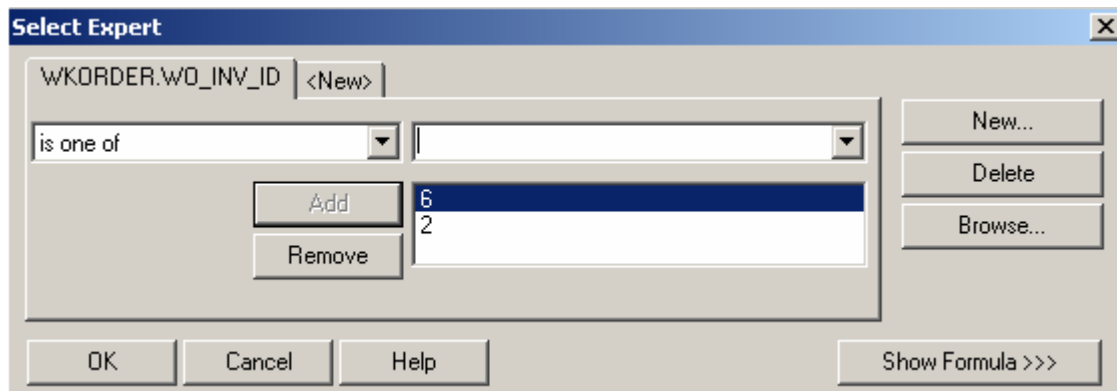 Select Expert
WKORDER.WO_INV_ID <New>
is one of
New...
Delete
Add
6
2
Browse...
Remove
OK Cancel Help Show Formula >>>